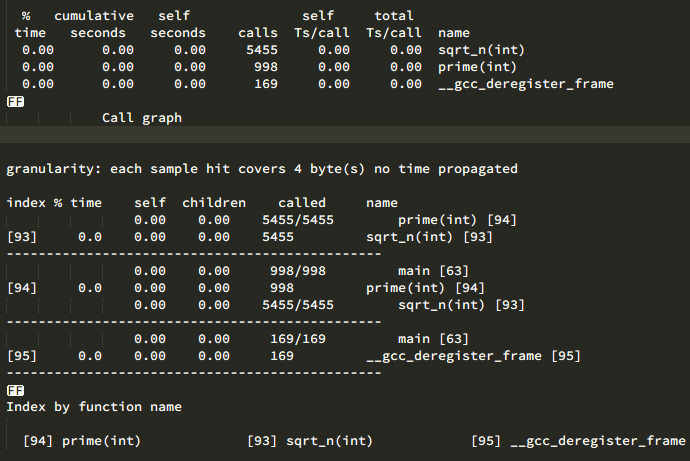 %   cumulative   self              self     total
 time   seconds   seconds    calls  Ts/call  Ts/call  name
  0.00      0.00     0.00     5455     0.00     0.00  sqrt_n(int)
  0.00      0.00     0.00      998     0.00     0.00  prime(int)
  0.00      0.00     0.00      169     0.00     0.00  __gcc_deregister_frame
FF
            Call graph
granularity: each sample hit covers 4 byte(s) no time propagated
index % time    self  children    called     name
                0.00    0.00    5455/5455        prime(int) [94]
[93]     0.0    0.00    0.00    5455         sqrt_n(int) [93]
-----------------------------------------------
                0.00    0.00     998/998         main [63]
[94]     0.0    0.00    0.00     998         prime(int) [94]
                0.00    0.00    5455/5455        sqrt_n(int) [93]
-----------------------------------------------
                0.00    0.00     169/169         main [63]
[95]     0.0    0.00    0.00     169         __gcc_deregister_frame [95]
-----------------------------------------------
FF
Index by function name
  [94] prime(int)              [93] sqrt_n(int)            [95] __gcc_deregister_frame